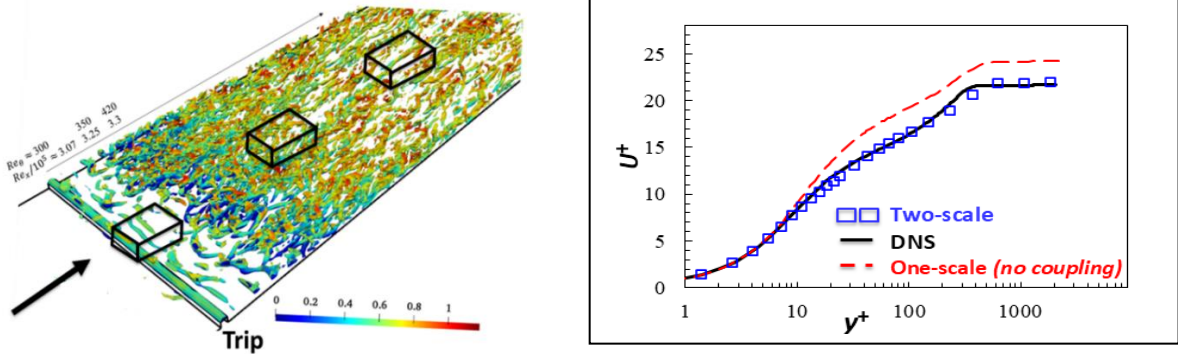 Re_θ ≈ 300 350 420
Re_x/10⁵ ≈ 3.07 3.25 3.3
0 0.2 0.4 0.6 0.8 1
Trip
25
20
15
10
5
0
U⁺
1 10 100 1000
y⁺
Two-scale
DNS
One-scale (no coupling)